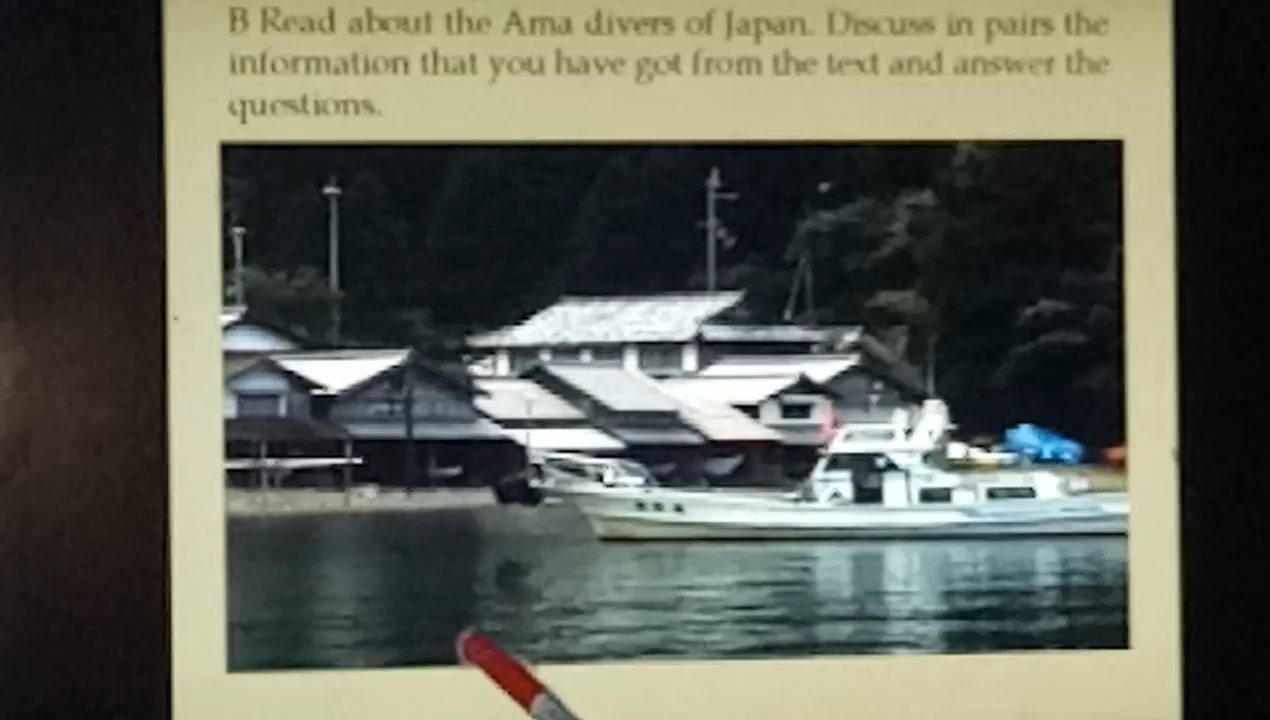 B Read about the Ama divers of Japan. Discuss in pairs the
information that you have got from the text and answer the
questions.